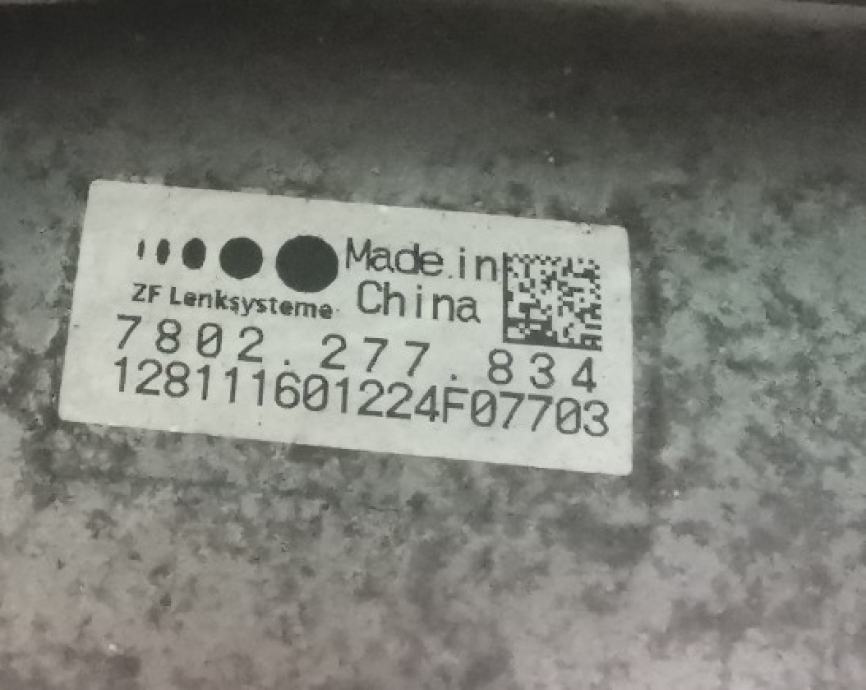 Made in
China
ZF Lenksysteme
7802.277.834
128111601224F07703